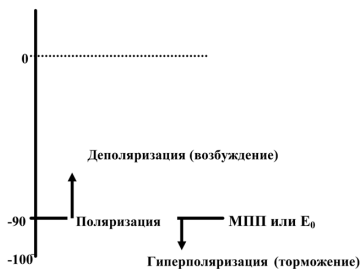 0
Деполяризация (возбуждение)
-90 Поляризация МПП или E₀
-100
Гиперполяризация (торможение)